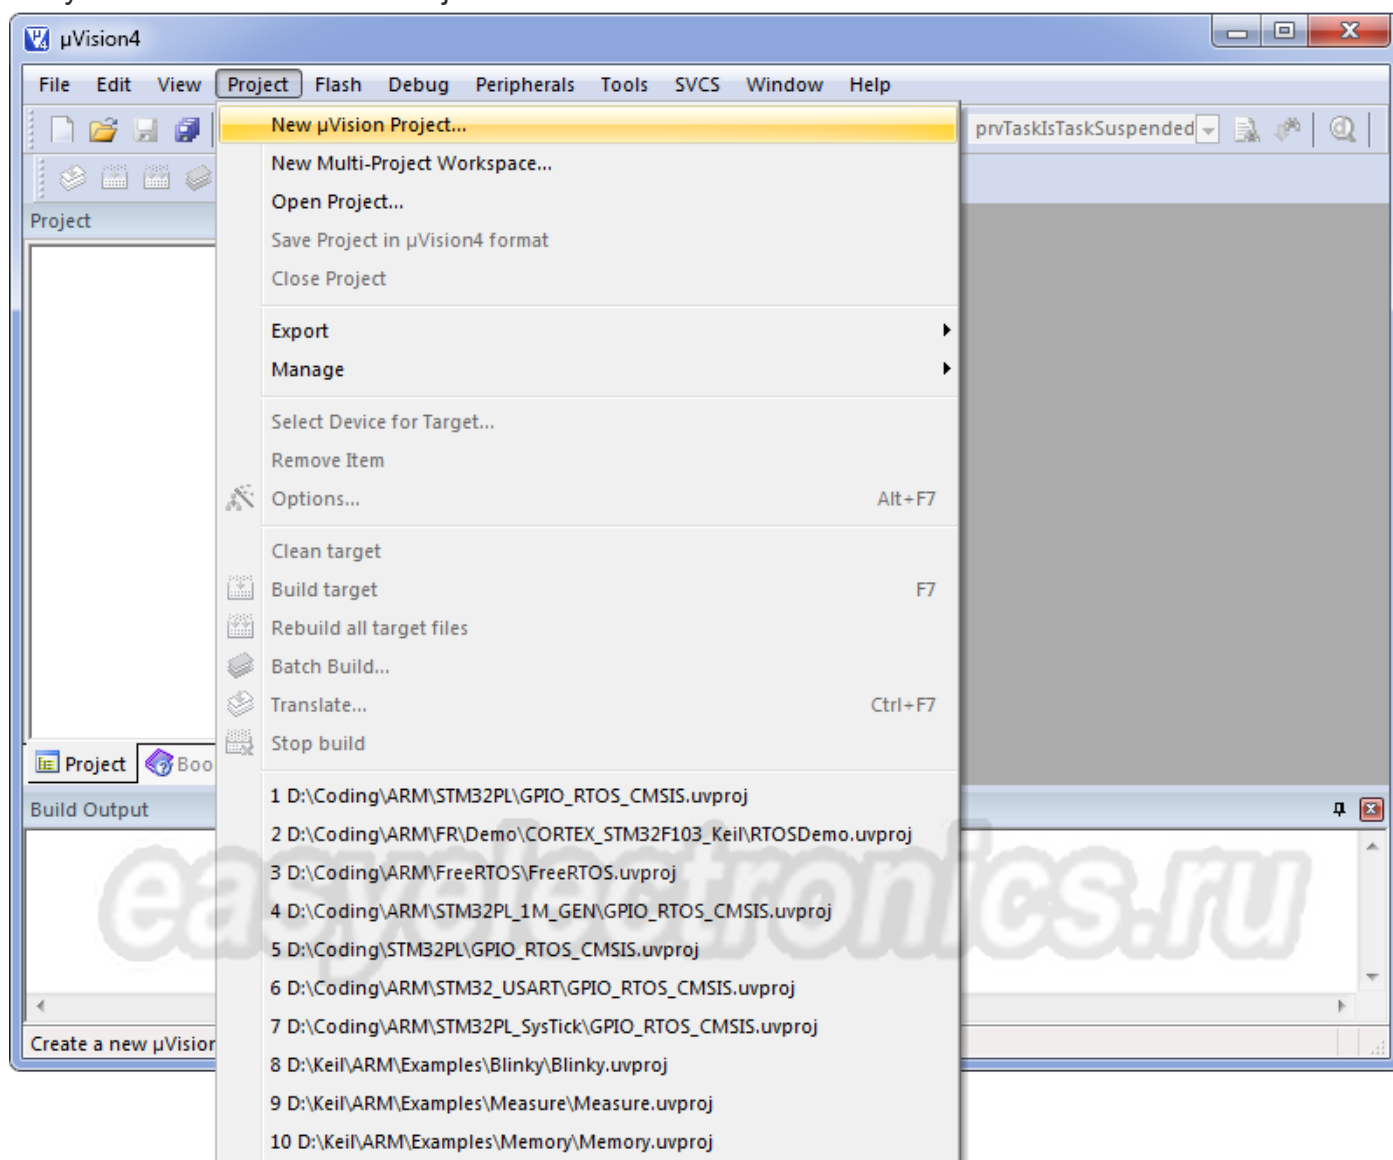 µVision4
File Edit View Project Flash Debug Peripherals Tools SVCS Window Help
New µVision Project...
prvTaskIsTaskSuspended
New Multi-Project Workspace...
Open Project...
Project
Save Project in µVision4 format
Close Project
Export
Manage
Select Device for Target...
Remove Item
Options... Alt+F7
Clean target
Build target F7
Rebuild all target files
Batch Build...
Translate... Ctrl+F7
Stop build
Project Boo
1 D:\Coding\ARM\STM32PL\GPIO_RTOS_CMSIS.uvproj
Build Output
2 D:\Coding\ARM\FR\Demo\CORTEX_STM32F103_Keil\RTOSDemo.uvproj
3 D:\Coding\ARM\FreeRTOS\FreeRTOS.uvproj
4 D:\Coding\ARM\STM32PL_1M_GEN\GPIO_RTOS_CMSIS.uvproj
easyelectronics.ru
5 D:\Coding\STM32PL\GPIO_RTOS_CMSIS.uvproj
6 D:\Coding\ARM\STM32_USART\GPIO_RTOS_CMSIS.uvproj
7 D:\Coding\ARM\STM32PL_SysTick\GPIO_RTOS_CMSIS.uvproj
Create a new µVision
8 D:\Keil\ARM\Examples\Blinky\Blinky.uvproj
9 D:\Keil\ARM\Examples\Measure\Measure.uvproj
10 D:\Keil\ARM\Examples\Memory\Memory.uvproj